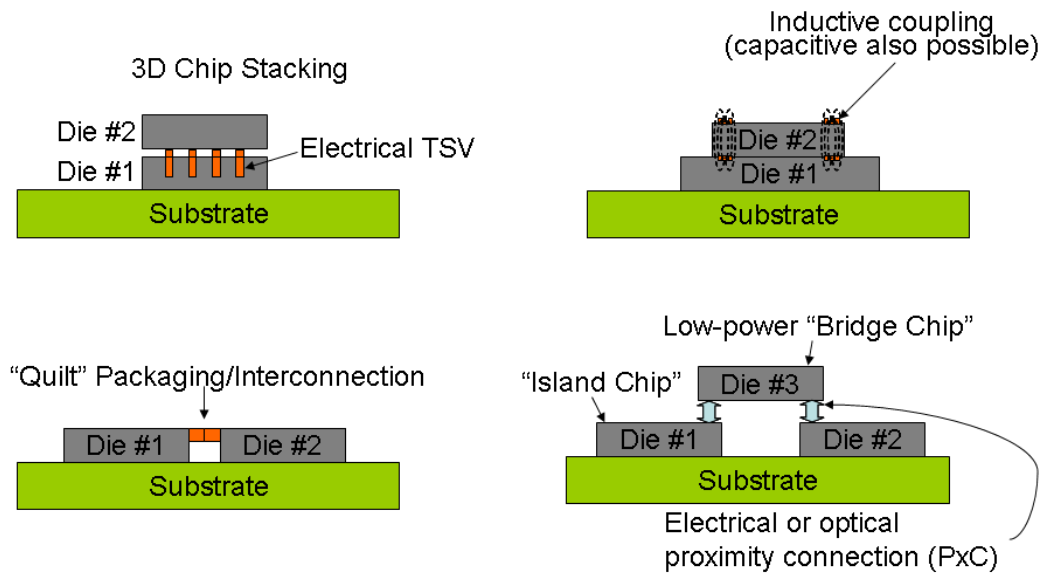 3D Chip Stacking
Die #2
Die #1
Electrical TSV
Substrate
Inductive coupling
(capacitive also possible)
Die #2
Die #1
Substrate
“Quilt” Packaging/Interconnection
Die #1
Die #2
Substrate
Low-power “Bridge Chip”
“Island Chip”
Die #3
Die #1
Die #2
Substrate
Electrical or optical
proximity connection (PxC)